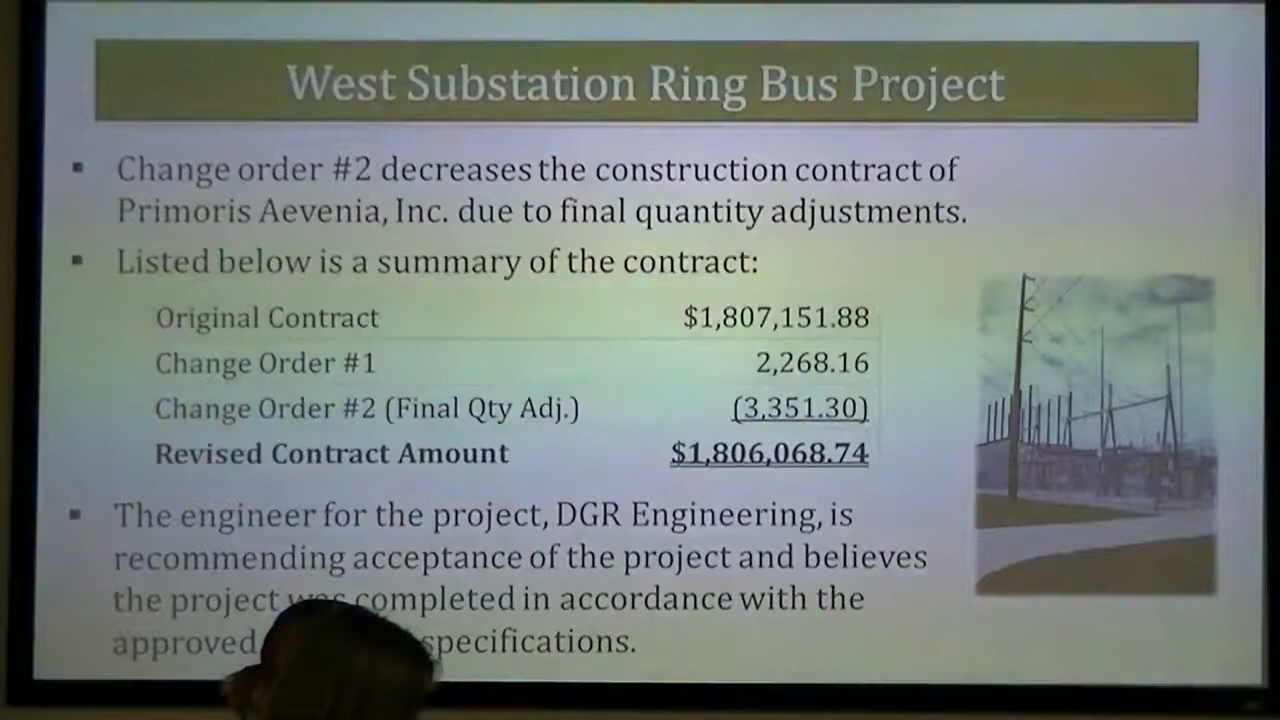 West Substation Ring Bus Project
▪ Change order #2 decreases the construction contract of
Primoris Aevenia, Inc. due to final quantity adjustments.
▪ Listed below is a summary of the contract:
Original Contract $1,807,151.88
Change Order #1 2,268.16
Change Order #2 (Final Qty Adj.) (3,351.30)
Revised Contract Amount $1,806,068.74
▪ The engineer for the project, DGR Engineering, is
recommending acceptance of the project and believes
the project was completed in accordance with the
approved specifications.